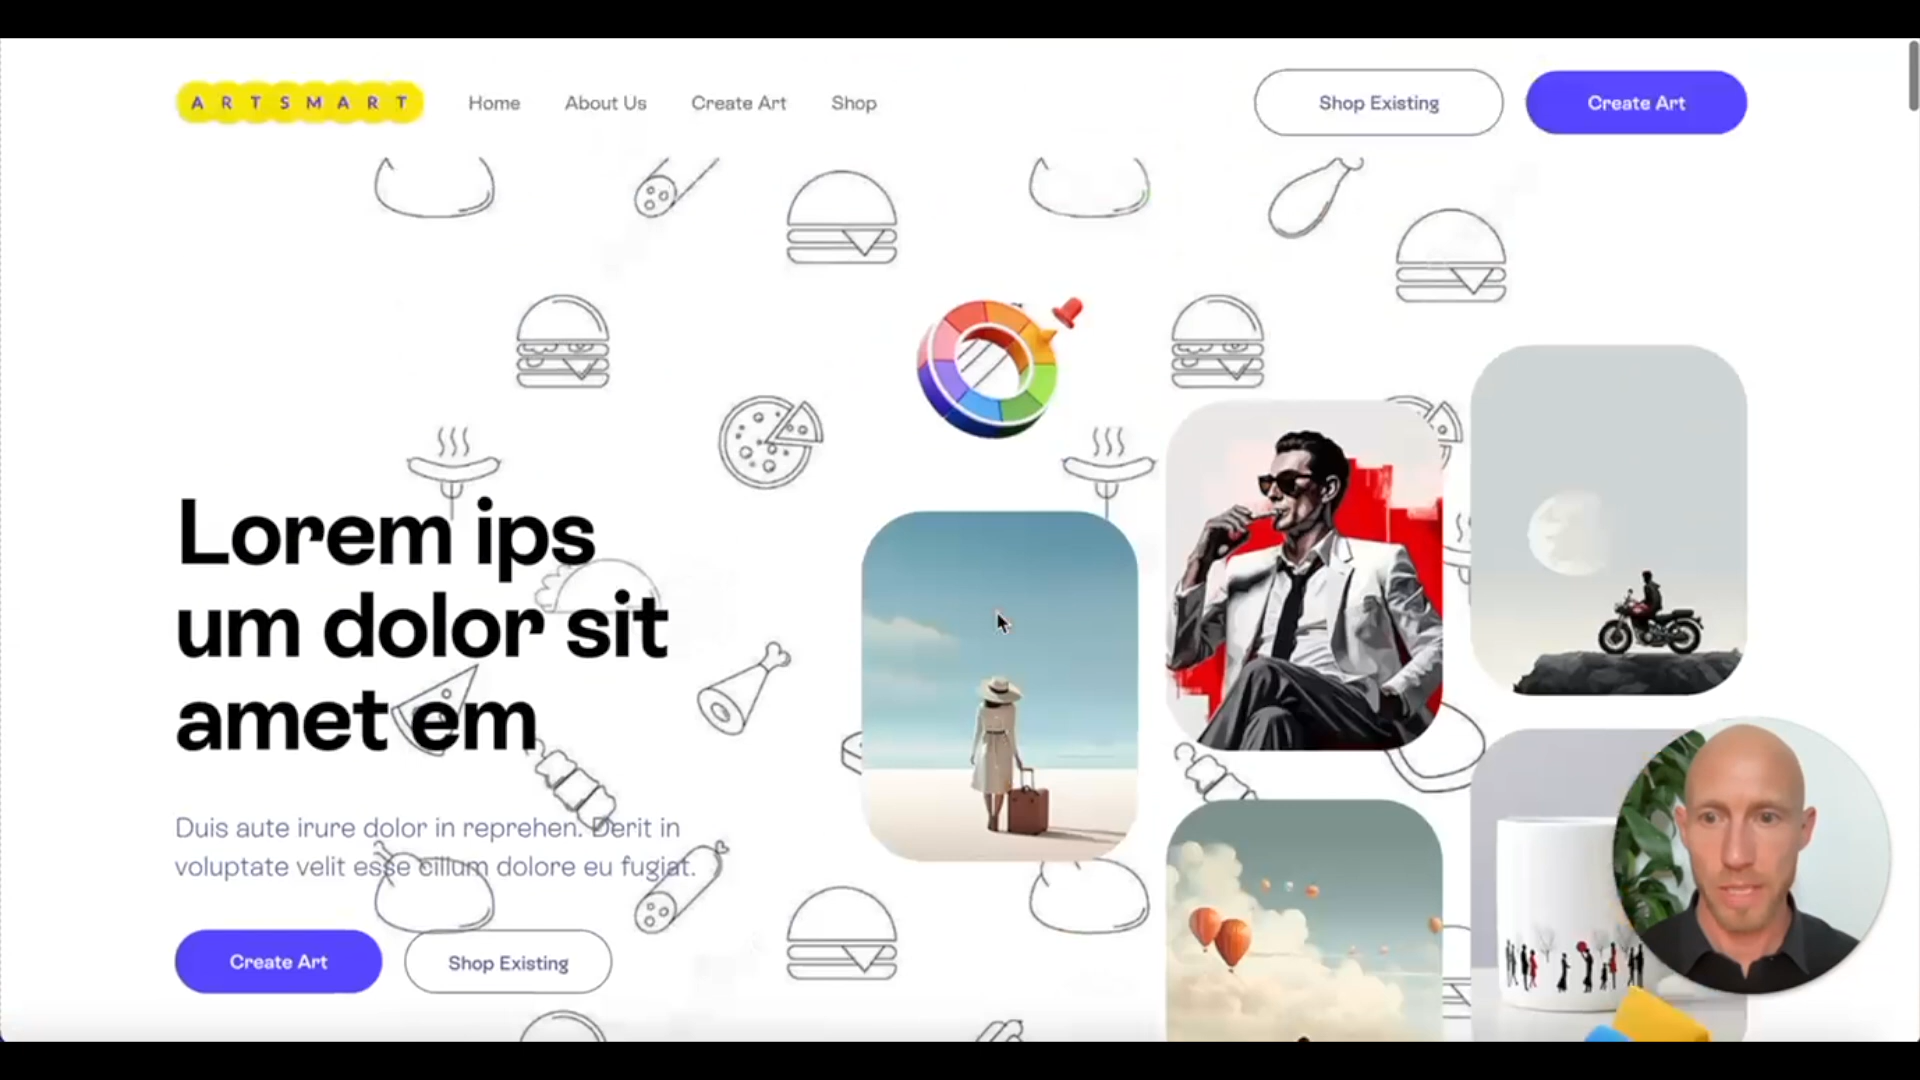 ARTSMART
Home
About Us
Create Art
Shop
Shop Existing
Create Art
Lorem ips
um dolor sit
amet em
Duis aute irure dolor in reprehen. Derit in
voluptate velit esse cillum dolore eu fugiat.
Create Art
Shop Existing